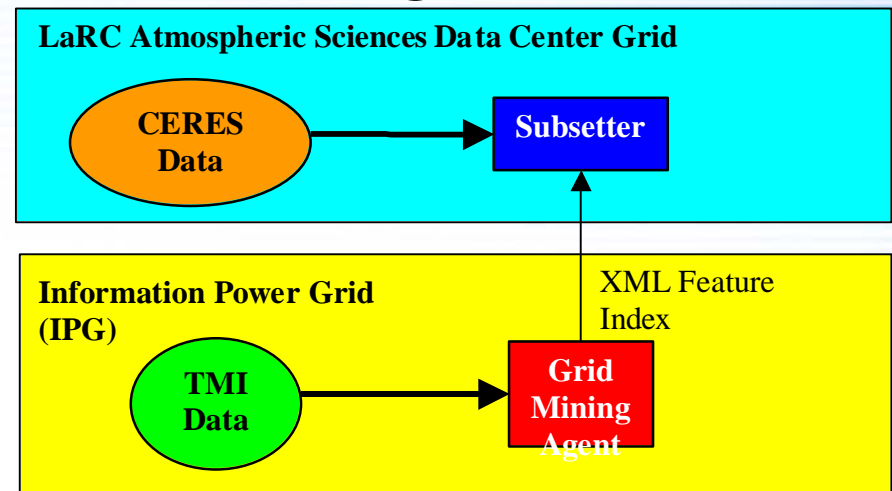 LaRC Atmospheric Sciences Data Center Grid
CERES
Data
Subsetter
Information Power Grid
(IPG)
XML Feature
Index
TMI
Data
Grid
Mining
Agent